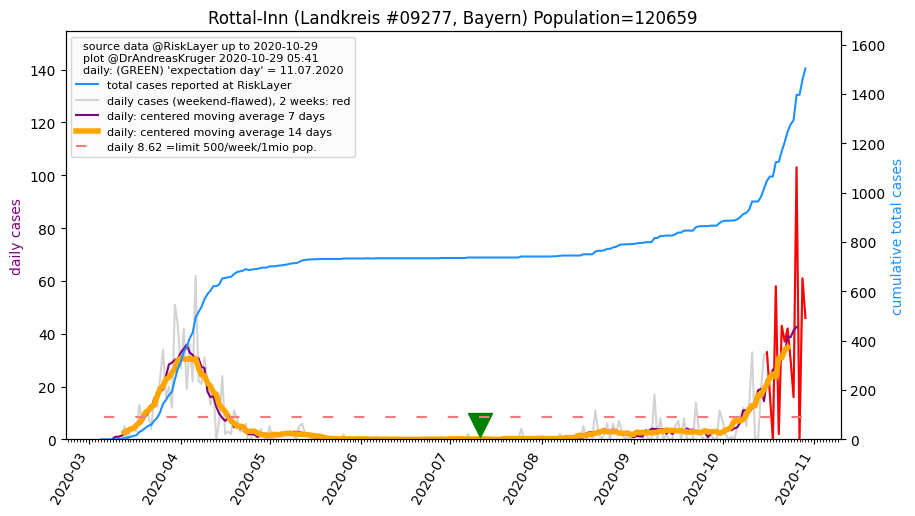 Rottal-Inn (Landkreis #09277, Bayern) Population=120659
source data @RiskLayer up to 2020-10-29
plot @DrAndreasKruger 2020-10-29 05:41
daily: (GREEN) 'expectation day' = 11.07.2020
total cases reported at RiskLayer
daily cases (weekend-flawed), 2 weeks: red
daily: centered moving average 7 days
daily: centered moving average 14 days
daily 8.62 =limit 500/week/1mio pop.
daily cases
140
120
100
80
60
40
20
0
cumulative total cases
1600
1400
1200
1000
800
600
400
200
0
2020-03
2020-04
2020-05
2020-06
2020-07
2020-08
2020-09
2020-10
2020-11